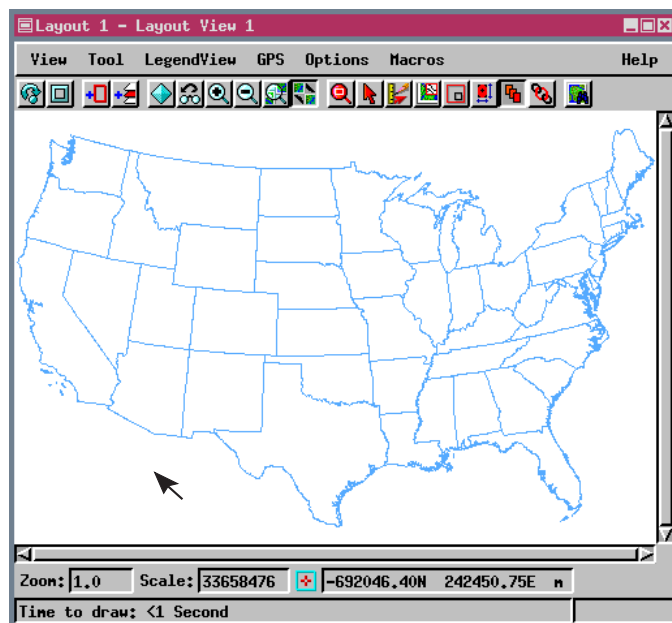 Layout 1 - Layout View 1
View Tool LegendView GPS Options Macros Help
Zoom: 1.0 Scale: 33658476 -692046.40N 242450.75E m
Time to draw: <1 Second